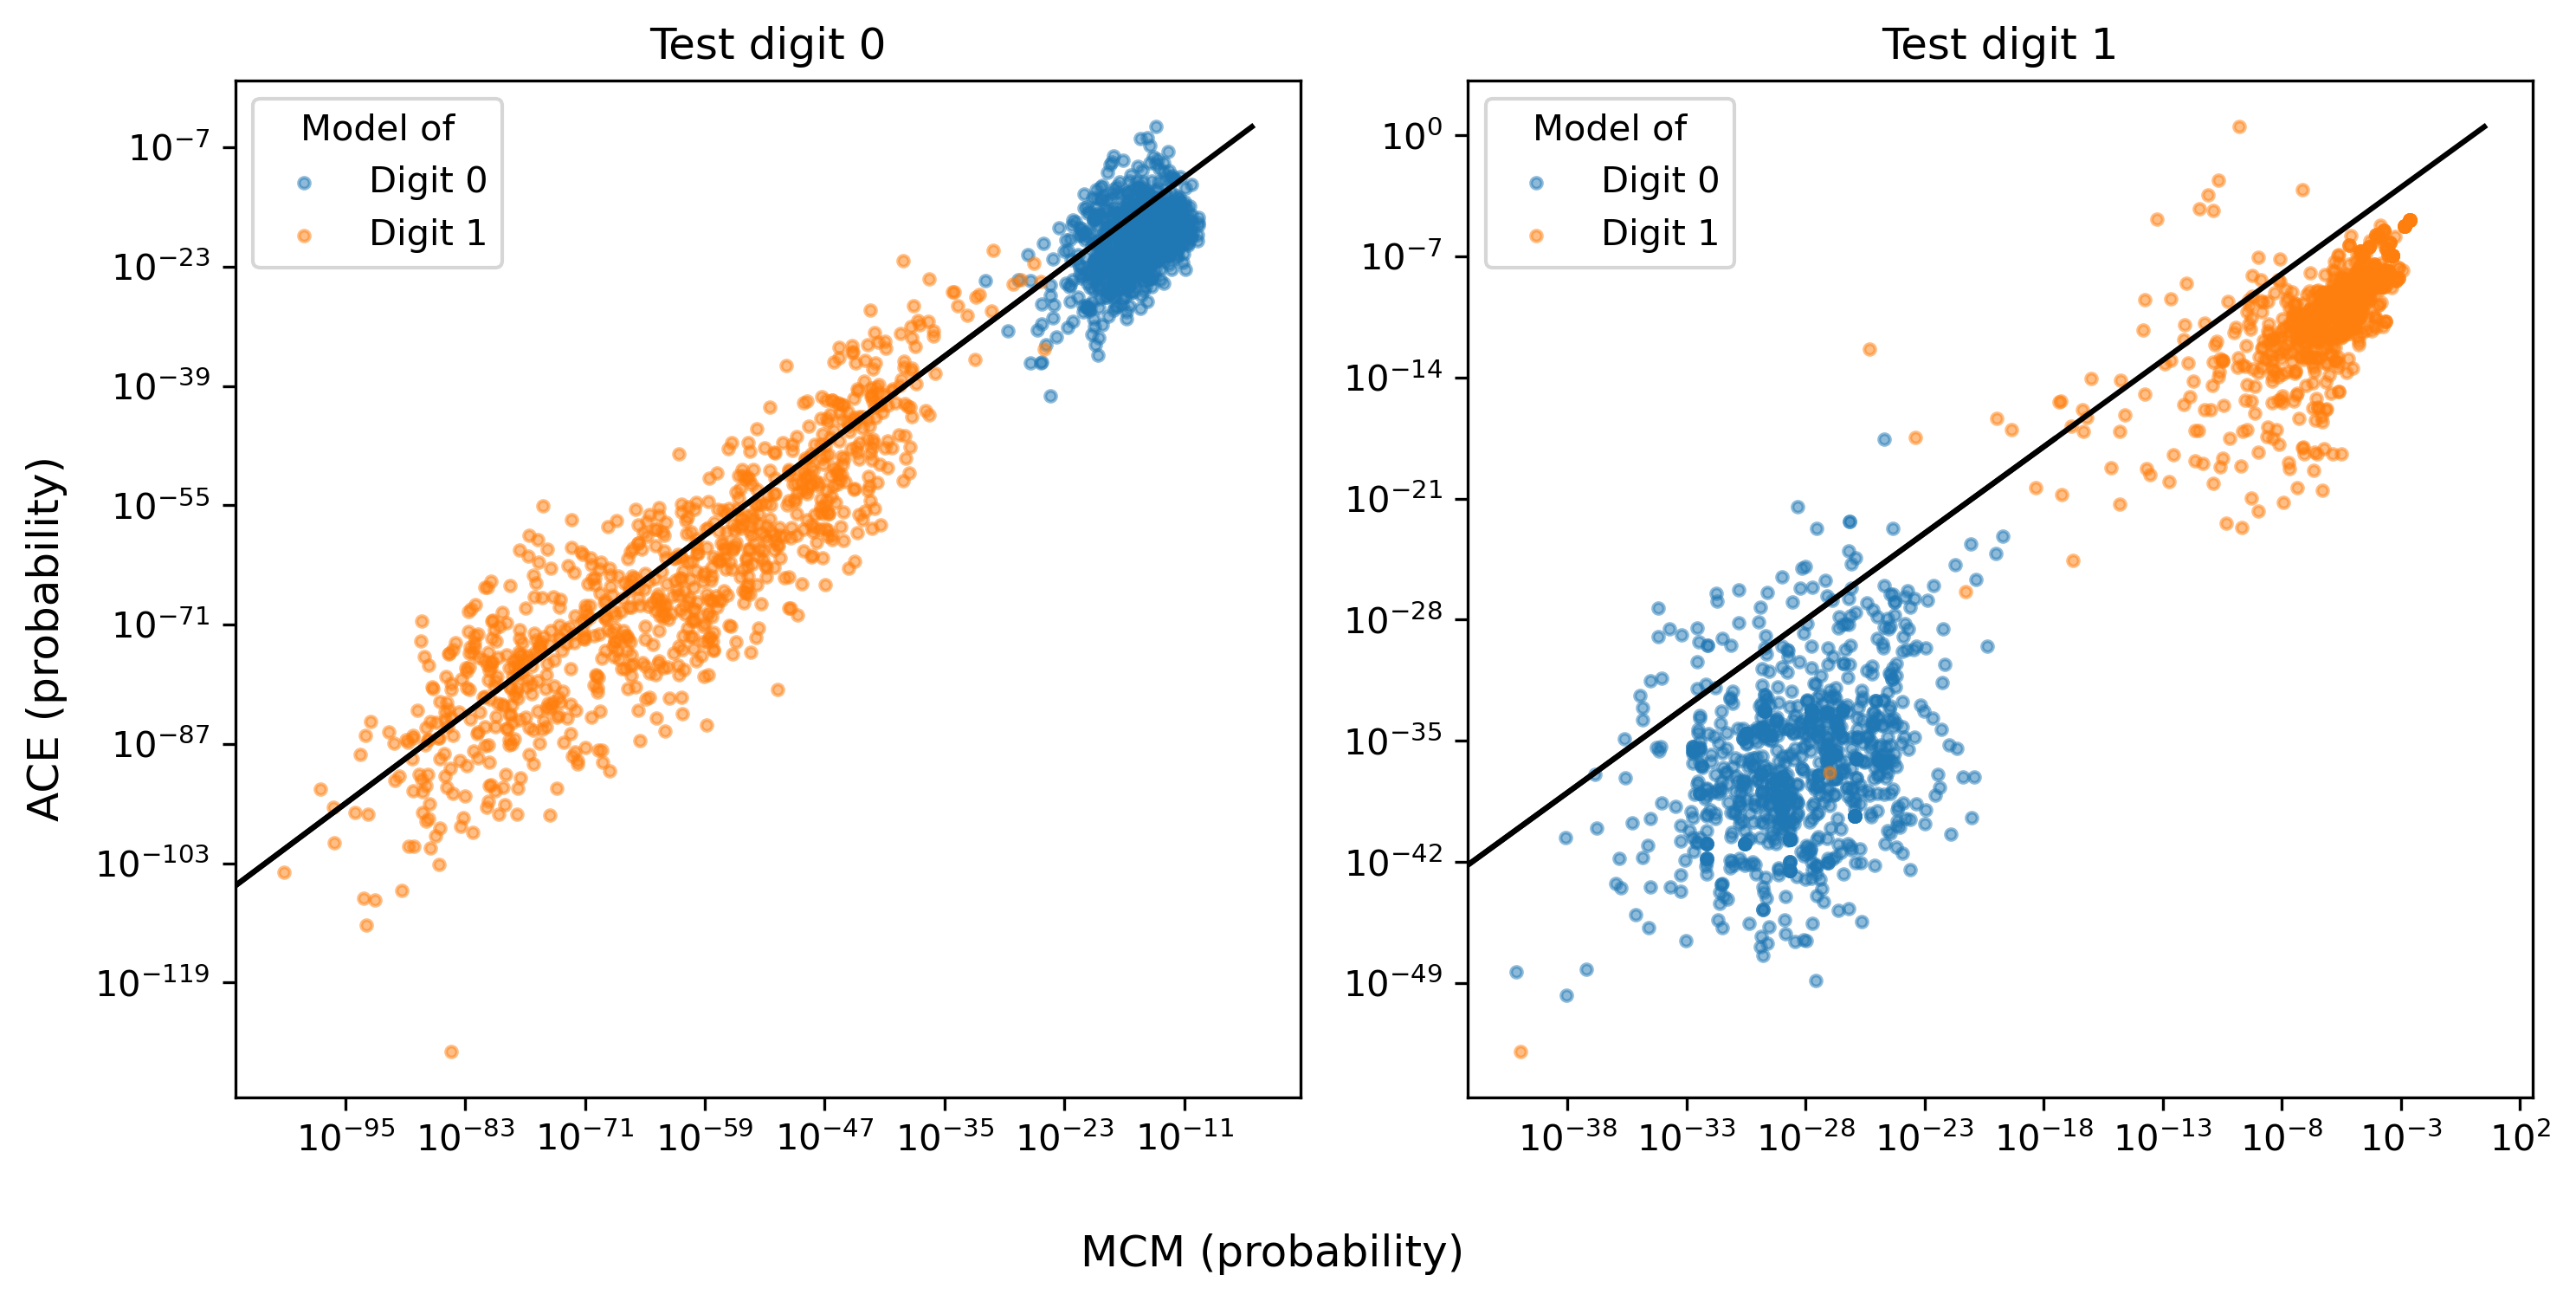 Test digit 0
Model of
Digit 0
Digit 1
10⁻⁷
10⁻²³
10⁻³⁹
10⁻⁵⁵
10⁻⁷¹
10⁻⁸⁷
10⁻¹⁰³
10⁻¹¹⁹
ACE (probability)
10⁻⁹⁵ 10⁻⁸³ 10⁻⁷¹ 10⁻⁵⁹ 10⁻⁴⁷ 10⁻³⁵ 10⁻²³ 10⁻¹¹
Test digit 1
Model of
Digit 0
Digit 1
10⁰
10⁻⁷
10⁻¹⁴
10⁻²¹
10⁻²⁸
10⁻³⁵
10⁻⁴²
10⁻⁴⁹
10⁻³⁸ 10⁻³³ 10⁻²⁸ 10⁻²³ 10⁻¹⁸ 10⁻¹³ 10⁻⁸ 10⁻³ 10²
MCM (probability)